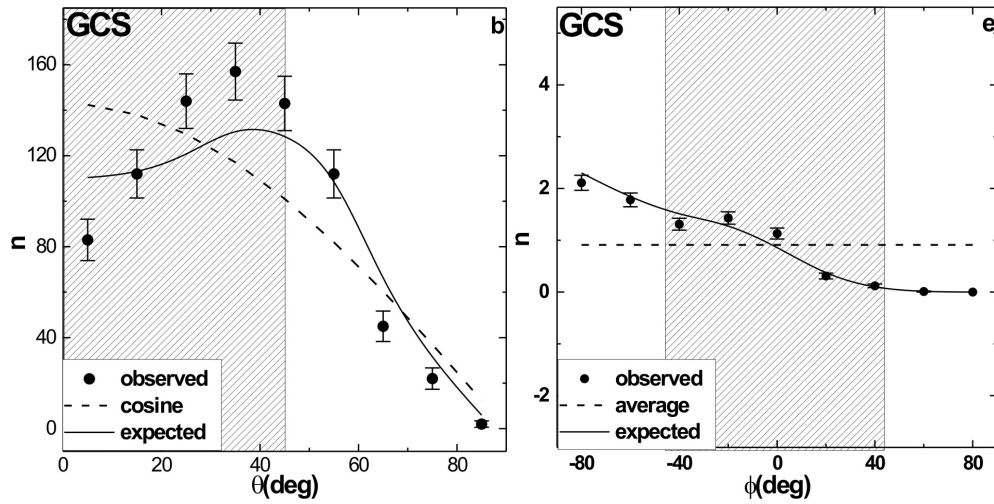 GCS
b
160
120
80
40
0
n
observed
cosine
expected
0 20 40 60 80
θ(deg)
GCS
e
4
2
0
-2
n
observed
average
expected
-80 -40 0 40 80
ϕ(deg)